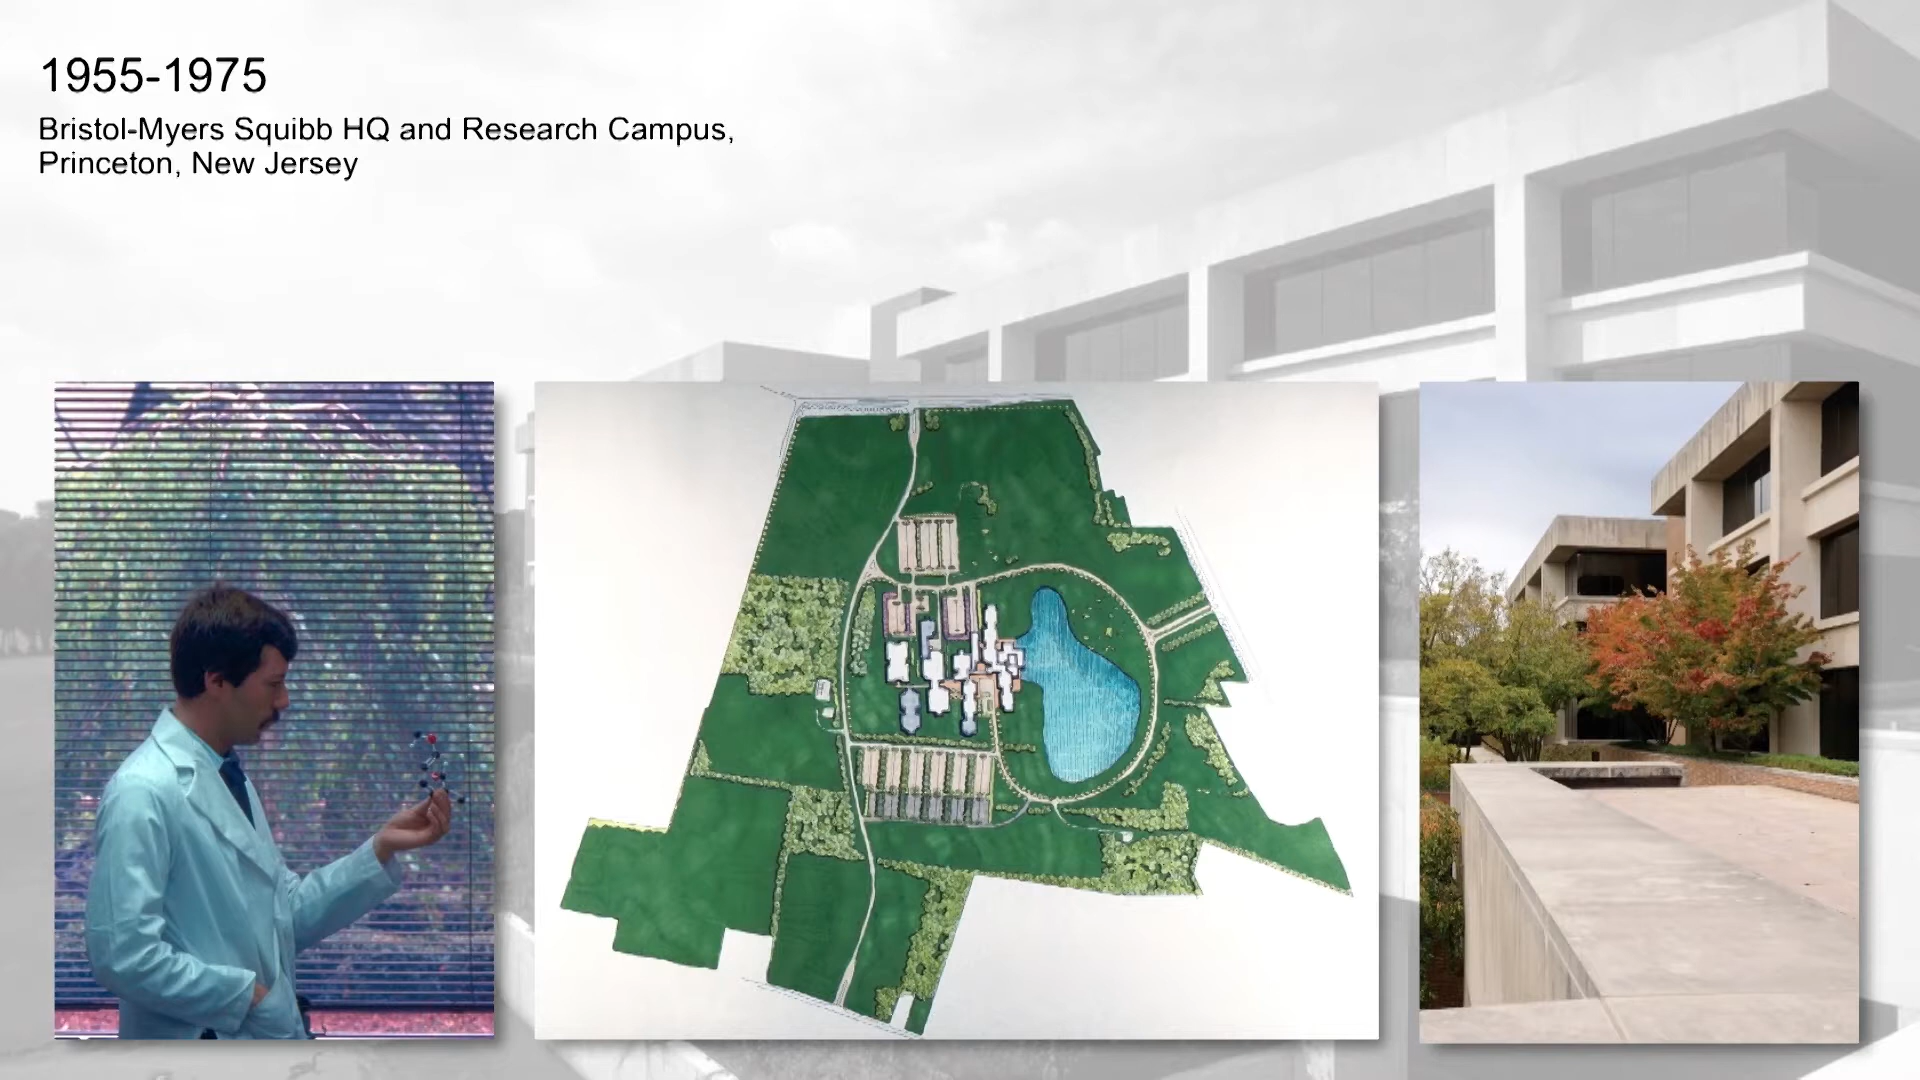 1955-1975
Bristol-Myers Squibb HQ and Research Campus,
Princeton, New Jersey